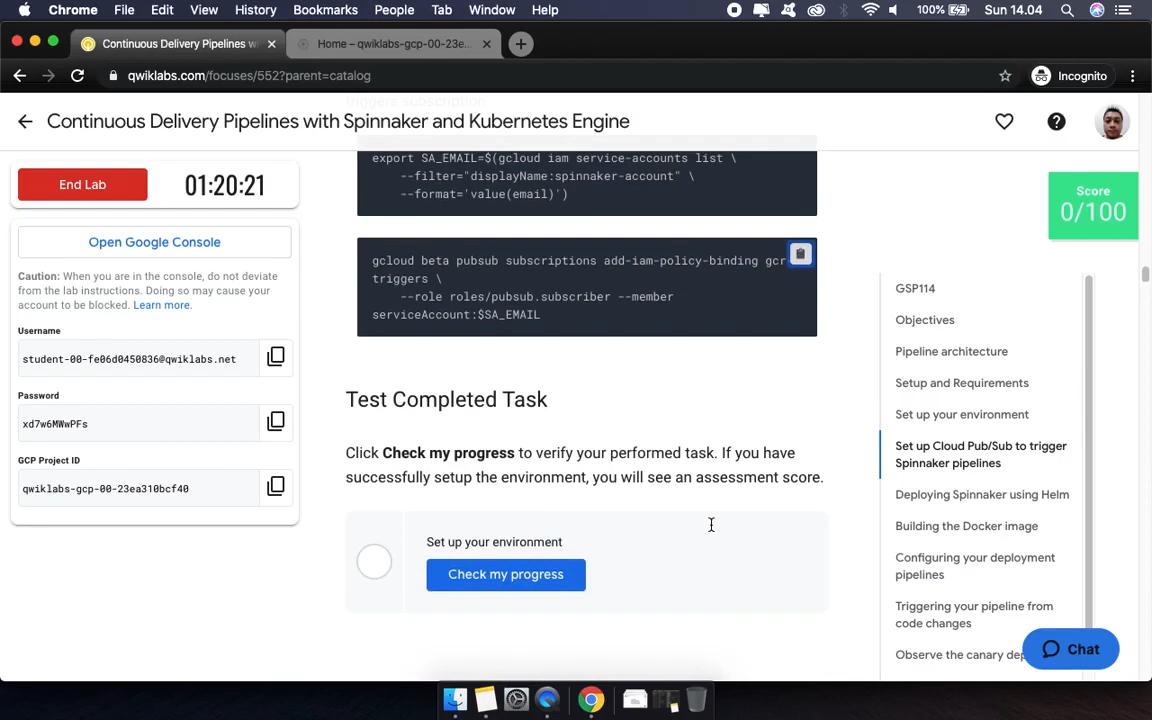 Chrome File Edit View History Bookmarks People Tab Window Help
100% Sun 14.04
Continuous Delivery Pipelines w
Home – qwiklabs-gcp-00-23e...
qwiklabs.com/focuses/552?parent=catalog
Incognito
triggers subscription
Continuous Delivery Pipelines with Spinnaker and Kubernetes Engine
End Lab
01:20:21
Open Google Console
Caution: When you are in the console, do not deviate
from the lab instructions. Doing so may cause your
account to be blocked. Learn more.
Username
student-00-fe06d0450836@qwiklabs.net
Password
xd7w6MWwPFs
GCP Project ID
qwiklabs-gcp-00-23ea310bcf40
export SA_EMAIL=$(gcloud iam service-accounts list \
--filter="displayName:spinnaker-account" \
--format='value(email)')
gcloud beta pubsub subscriptions add-iam-policy-binding gcr
triggers \
--role roles/pubsub.subscriber --member
serviceAccount:$SA_EMAIL
Test Completed Task
Click Check my progress to verify your performed task. If you have
successfully setup the environment, you will see an assessment score.
Set up your environment
Check my progress
Score
0/100
GSP114
Objectives
Pipeline architecture
Setup and Requirements
Set up your environment
Set up Cloud Pub/Sub to trigger
Spinnaker pipelines
Deploying Spinnaker using Helm
Building the Docker image
Configuring your deployment
pipelines
Triggering your pipeline from
code changes
Observe the canary dep
Chat